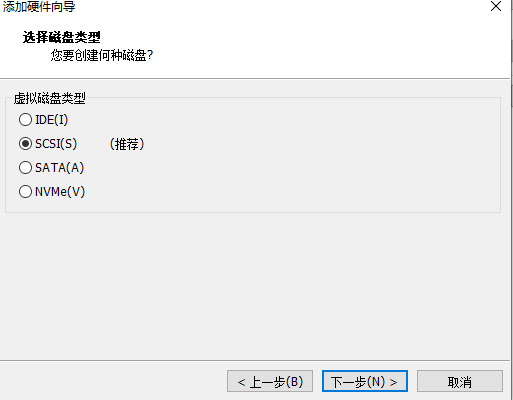 添加硬件向导
选择磁盘类型
您要创建何种磁盘?
虚拟磁盘类型
IDE(I)
SCSI(S) （推荐）
SATA(A)
NVMe(V)
< 上一步(B) 下一步(N) > 取消